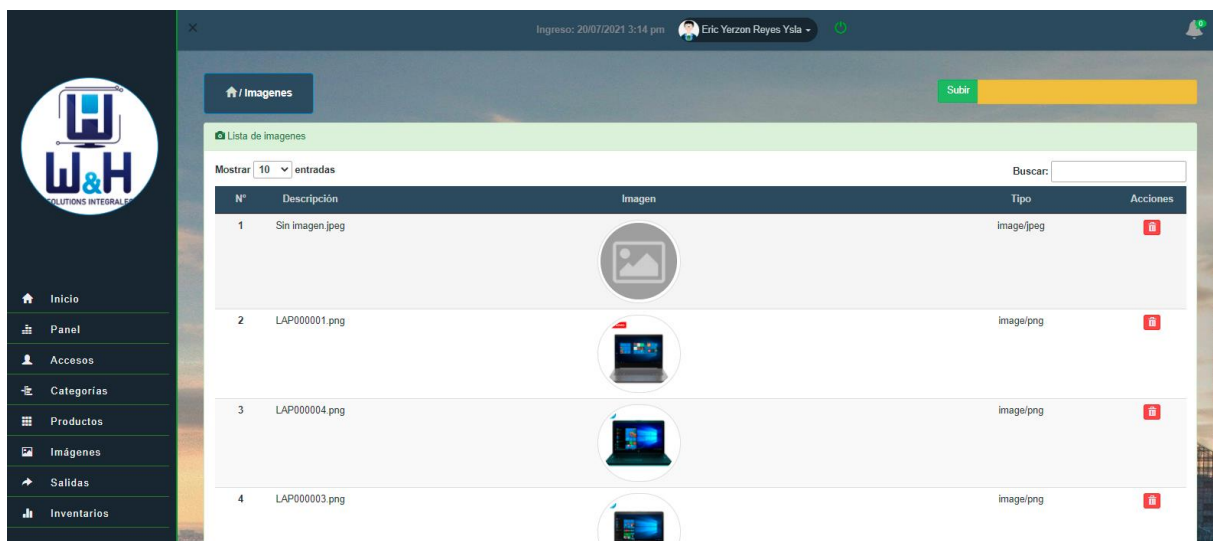 Ingreso: 20/07/2021 3:14 pm Eric Yerzon Reyes Ysla 0
W&H
SOLUTIONS INTEGRALES
Inicio
Panel
Accesos
Categorías
Productos
Imágenes
Salidas
Inventarios
/ Imagenes
Subir
Lista de imagenes
Mostrar 10 entradas Buscar:
N° Descripción Imagen Tipo Acciones
1 Sin imagen.jpeg image/jpeg
2 LAP000001.png image/png
3 LAP000004.png image/png
4 LAP000003.png image/png